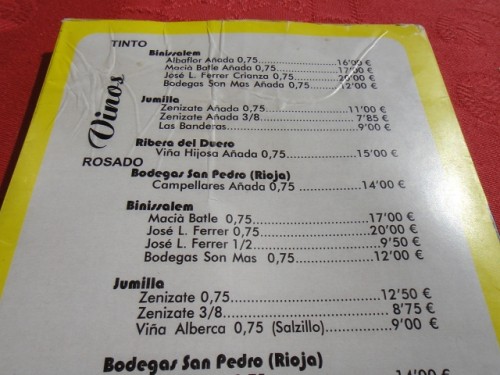 Vinos
TINTO
Binissalem
Albaflor Añada 0,75 16'00 €
Macià Batle Añada 0,75 17'00 €
José L. Ferrer Crianza 0,75 20'00 €
Bodegas Son Mas Añada 0,75 12'00 €
Jumilla
Zenizate Añada 0,75 11'00 €
Zenizate Añada 3/8 7'85 €
Las Banderas 9'00 €
Ribera del Duero
Viña Hijosa Añada 0,75 15'00 €
ROSADO
Bodegas San Pedro (Rioja)
Campellares Añada 0,75 14'00 €
Binissalem
Macià Batle 0,75 17'00 €
José L. Ferrer 0,75 20'00 €
José L. Ferrer 1/2 9'50 €
Bodegas Son Mas 0,75 12'00 €
Jumilla
Zenizate 0,75 12'50 €
Zenizate 3/8 8'75 €
Viña Alberca 0,75 (Salzillo) 9'00 €
Bodegas San Pedro (Rioja)
0,75 14'00 €